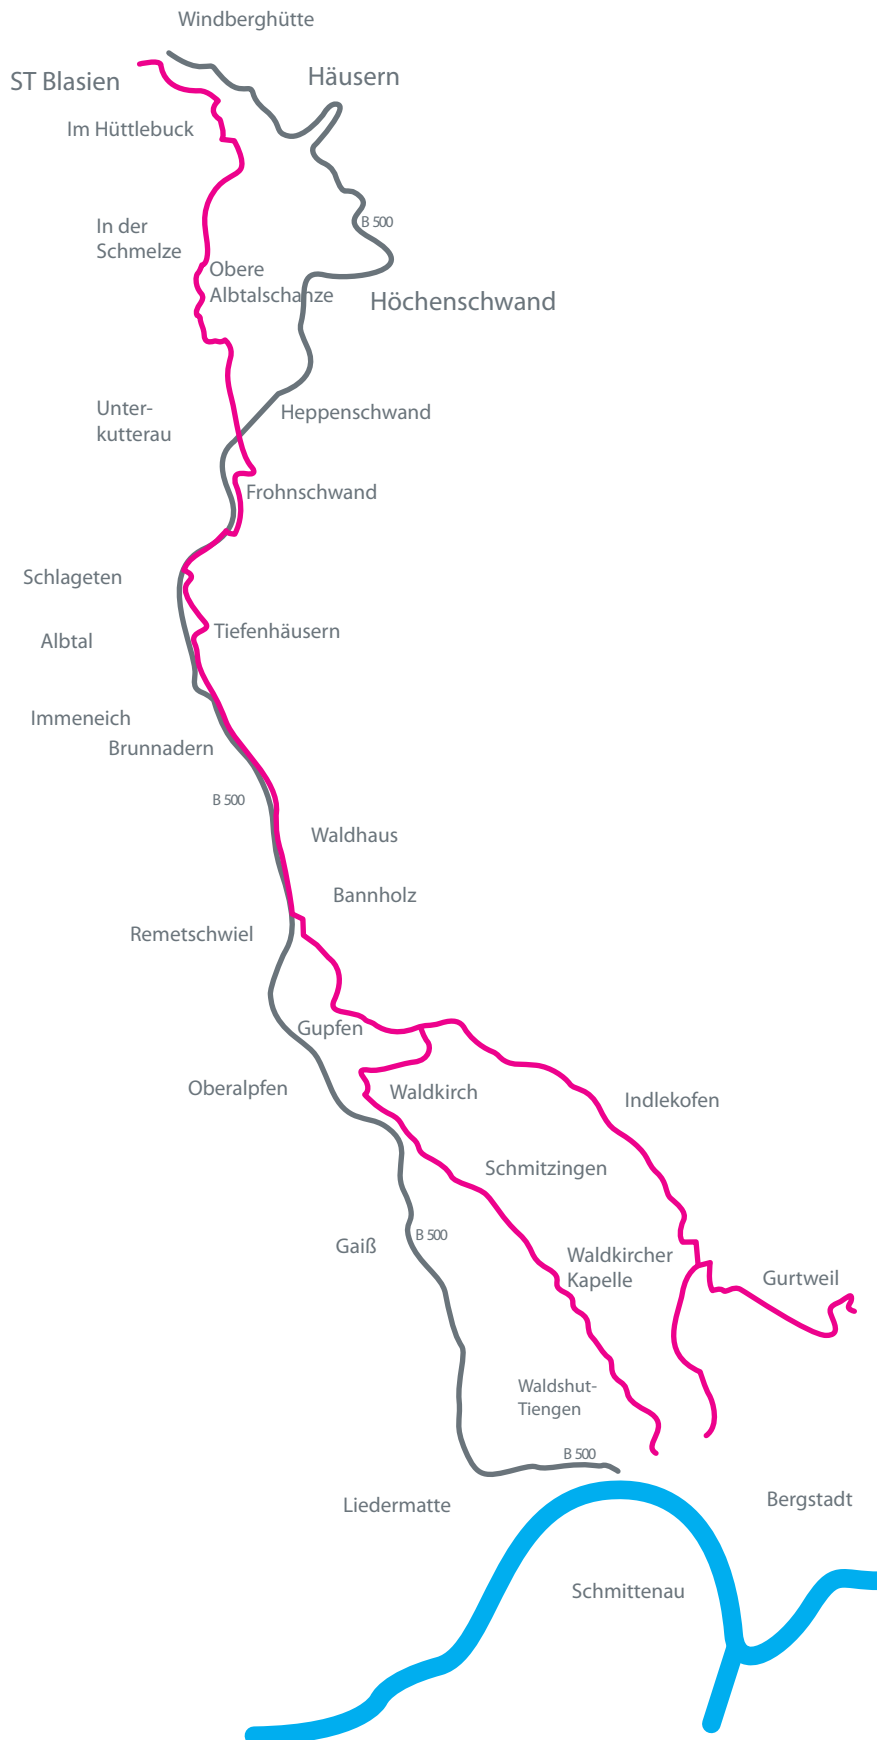 Windberghütte
ST Blasien
Häusern
Im Hüttlebuck
B 500
In der
Schmelze
Obere
Albtalschanze
Höchenschwand
Unter-
kutterau
Heppenschwand
Frohnschwand
Schlageten
Tiefenhäusern
Albtal
Immeneich
Brunnadern
B 500
Waldhaus
Bannholz
Remetschwiel
Gupfen
Oberalpfen
Waldkirch
Indlekofen
Schmitzingen
B 500
Gaiß
Waldkircher
Kapelle
Gurtweil
Waldshut-
Tiengen
B 500
Liedermatte
Bergstadt
Schmittenau